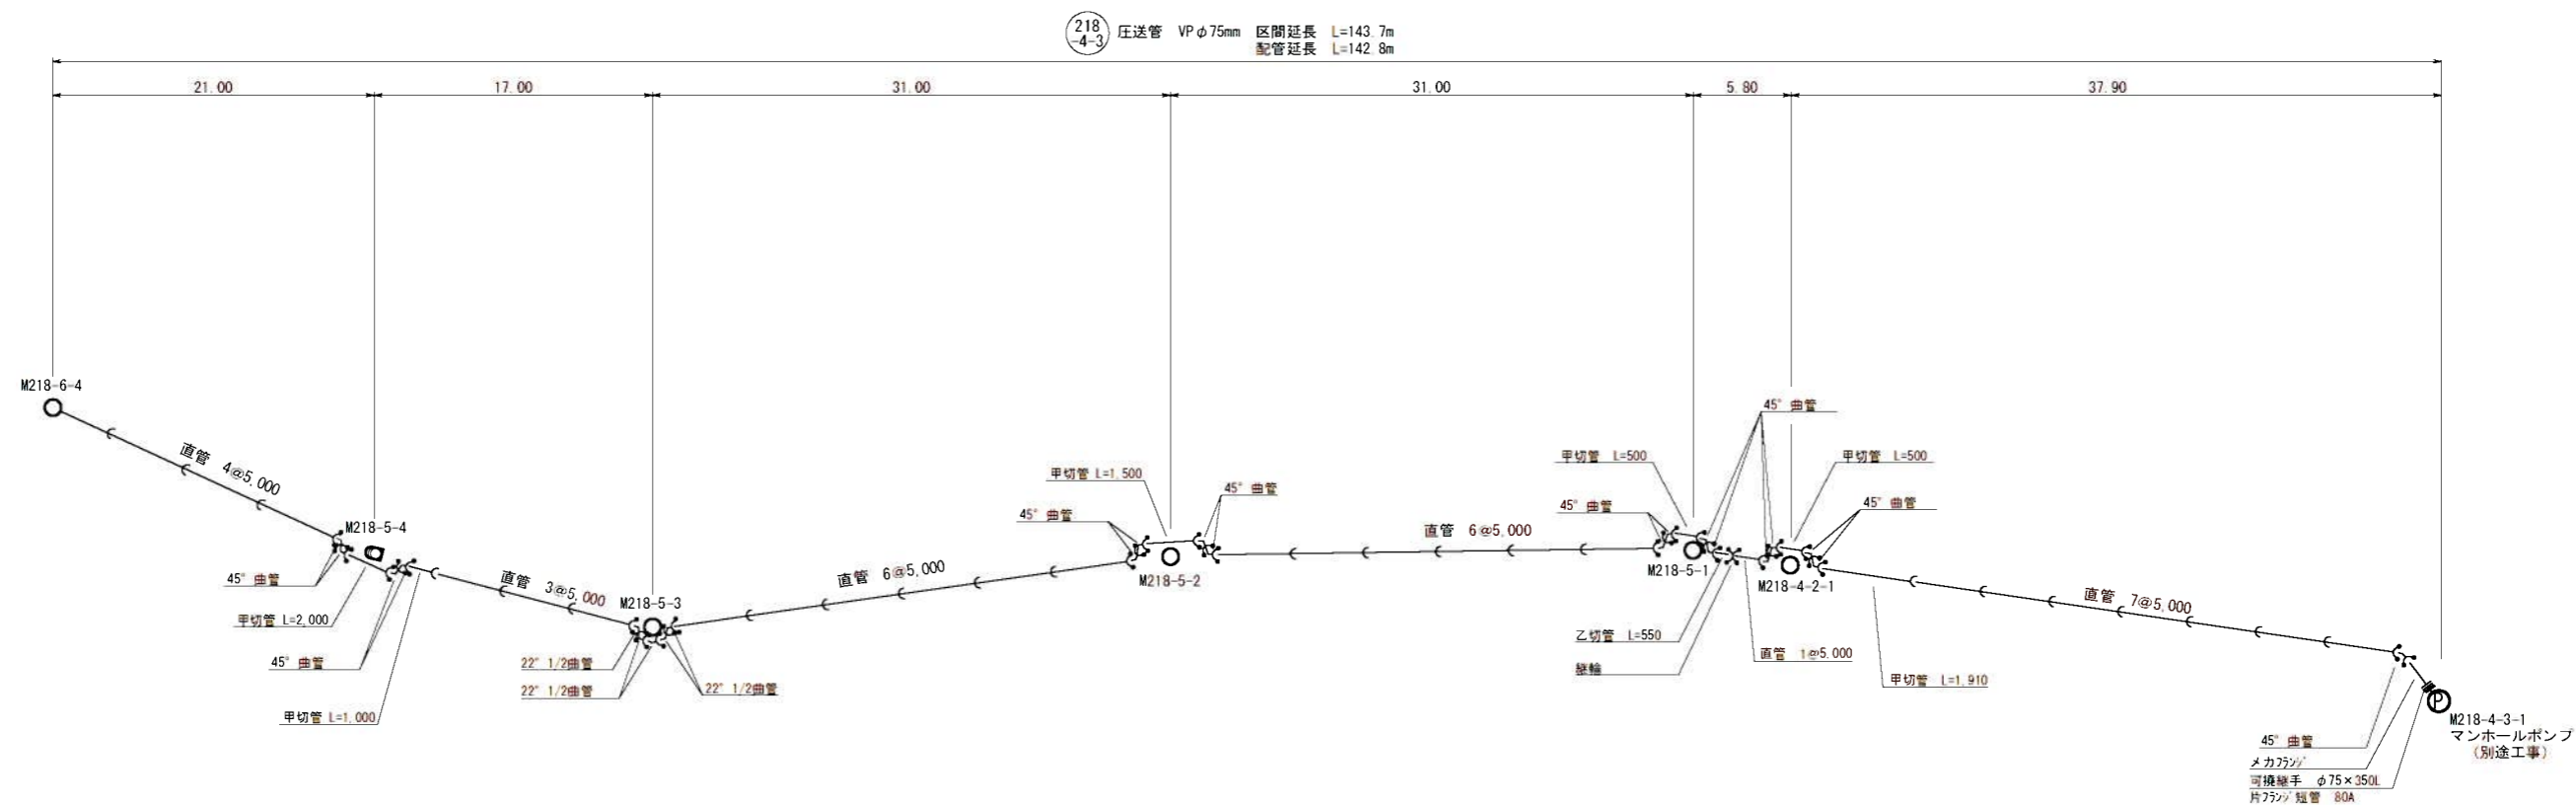 218
-4-3
圧送管 VPφ75mm 区間延長 L=143.7m
配管延長 L=142.8m
21.00
17.00
31.00
31.00
5.80
37.90
M218-6-4
直管 4@5,000
M218-5-4
45° 曲管
甲切管 L=2,000
45° 曲管
甲切管 L=1,000
直管 3@5,000
M218-5-3
22° 1/2曲管
22° 1/2曲管
22° 1/2曲管
直管 6@5,000
45° 曲管
甲切管 L=1,500
45° 曲管
M218-5-2
直管 6@5,000
甲切管 L=500
45° 曲管
M218-5-1
45° 曲管
甲切管 L=500
45° 曲管
M218-4-2-1
乙切管 L=550
継輪
直管 1@5.000
甲切管 L=1,910
直管 7@5,000
45° 曲管
メカフランジ
可撓継手 φ75×350L
片フランジ短管 80A
M218-4-3-1
マンホールポンプ
(別途工事)